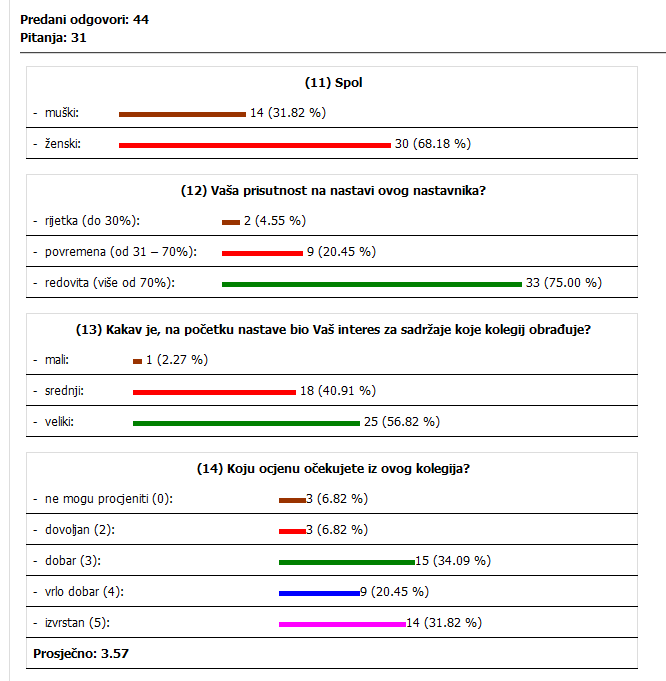 Predani odgovori: 44
Pitanja: 31
(11) Spol
- muški: 14 (31.82 %)
- ženski: 30 (68.18 %)
(12) Vaša prisutnost na nastavi ovog nastavnika?
- rijetka (do 30%): 2 (4.55 %)
- povremena (od 31 – 70%): 9 (20.45 %)
- redovita (više od 70%): 33 (75.00 %)
(13) Kakav je, na početku nastave bio Vaš interes za sadržaje koje kolegij obrađuje?
- mali: 1 (2.27 %)
- srednji: 18 (40.91 %)
- veliki: 25 (56.82 %)
(14) Koju ocjenu očekujete iz ovog kolegija?
- ne mogu procjeniti (0): 3 (6.82 %)
- dovoljan (2): 3 (6.82 %)
- dobar (3): 15 (34.09 %)
- vrlo dobar (4): 9 (20.45 %)
- izvrstan (5): 14 (31.82 %)
Prosječno: 3.57